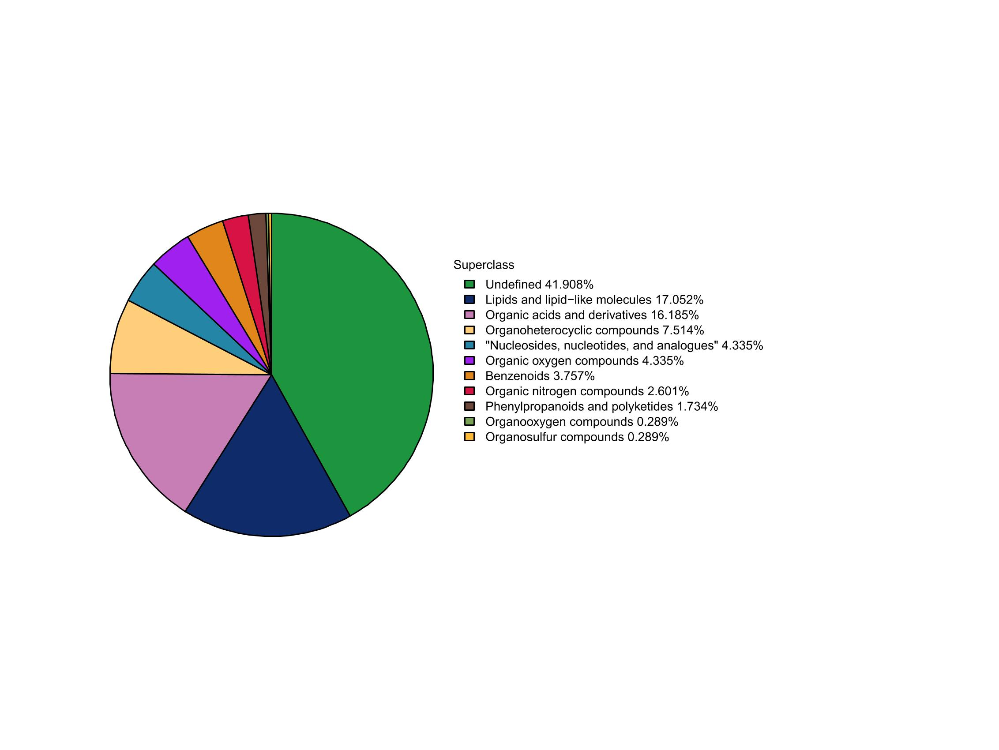 Superclass
Undefined 41.908%
Lipids and lipid−like molecules 17.052%
Organic acids and derivatives 16.185%
Organoheterocyclic compounds 7.514%
"Nucleosides, nucleotides, and analogues" 4.335%
Organic oxygen compounds 4.335%
Benzenoids 3.757%
Organic nitrogen compounds 2.601%
Phenylpropanoids and polyketides 1.734%
Organooxygen compounds 0.289%
Organosulfur compounds 0.289%